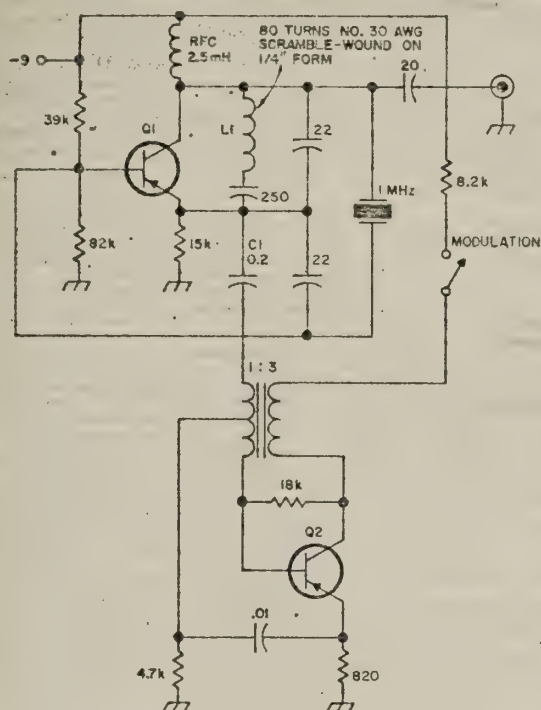 80 TURNS NO. 30 AWG
SCRAMBLE-WOUND ON
1/4" FORM
RFC
2.5mH
-9
20
39k
Q1
L1
22
1 MHz
8.2k
250
MODULATION
82k
15k
C1
0.2
22
1 : 3
18k
Q2
.01
4.7k
820